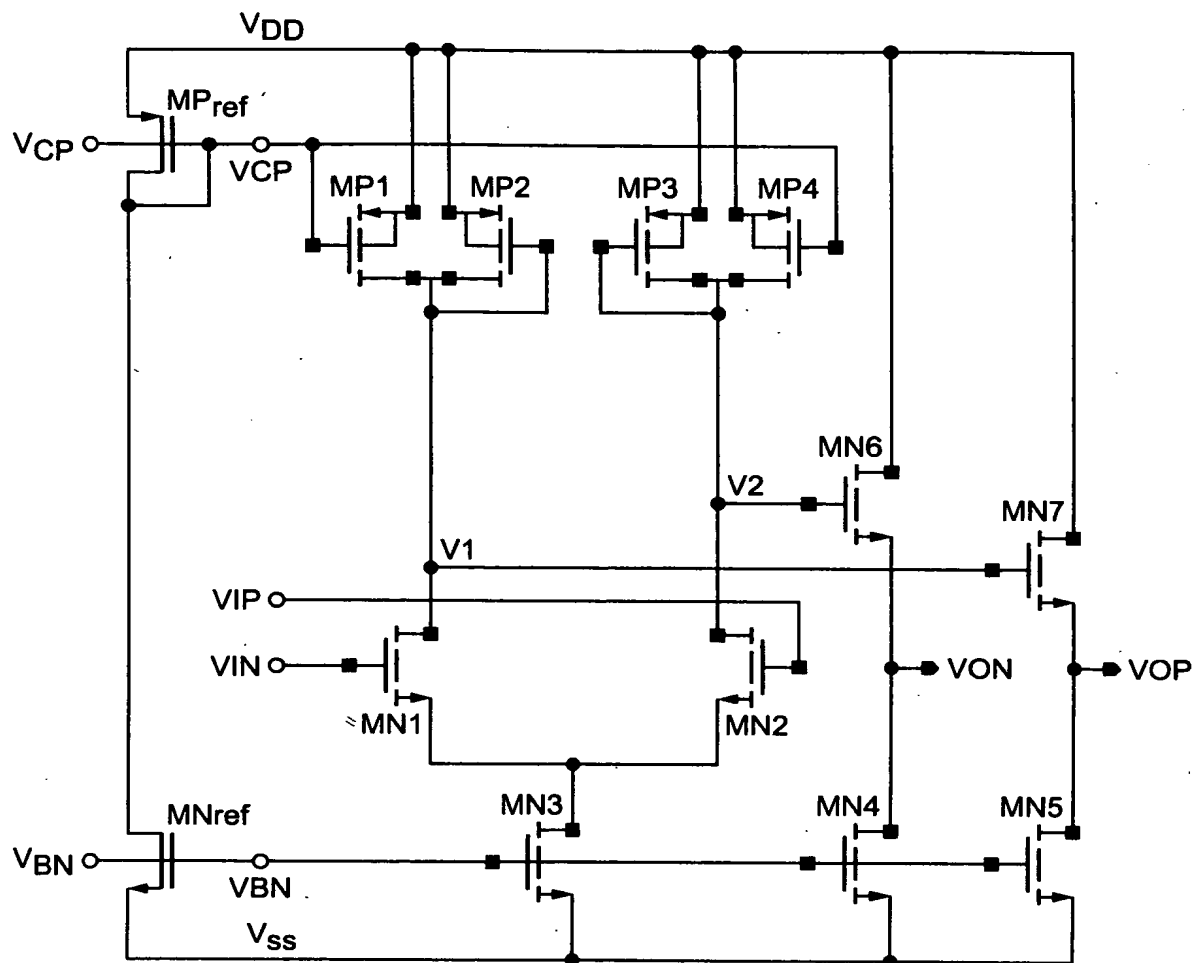 VDD
MPref
VCP
VCP
MP1
MP2
MP3
MP4
MN6
V2
MN7
V1
VIP
VIN
VON
VOP
MN1
MN2
MNref
MN3
MN4
MN5
VBN
VBN
Vss